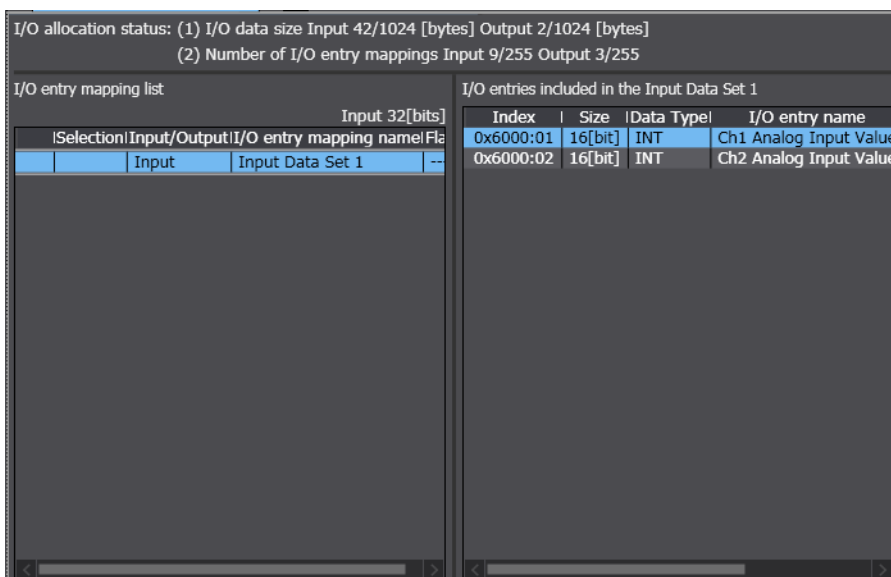 I/O allocation status: (1) I/O data size Input 42/1024 [bytes] Output 2/1024 [bytes]
(2) Number of I/O entry mappings Input 9/255 Output 3/255
I/O entry mapping list
Input 32[bits]
Selection Input/Output I/O entry mapping name Fla
Input Input Data Set 1 ---
I/O entries included in the Input Data Set 1
Index Size Data Type I/O entry name
0x6000:01 16[bit] INT Ch1 Analog Input Value
0x6000:02 16[bit] INT Ch2 Analog Input Value